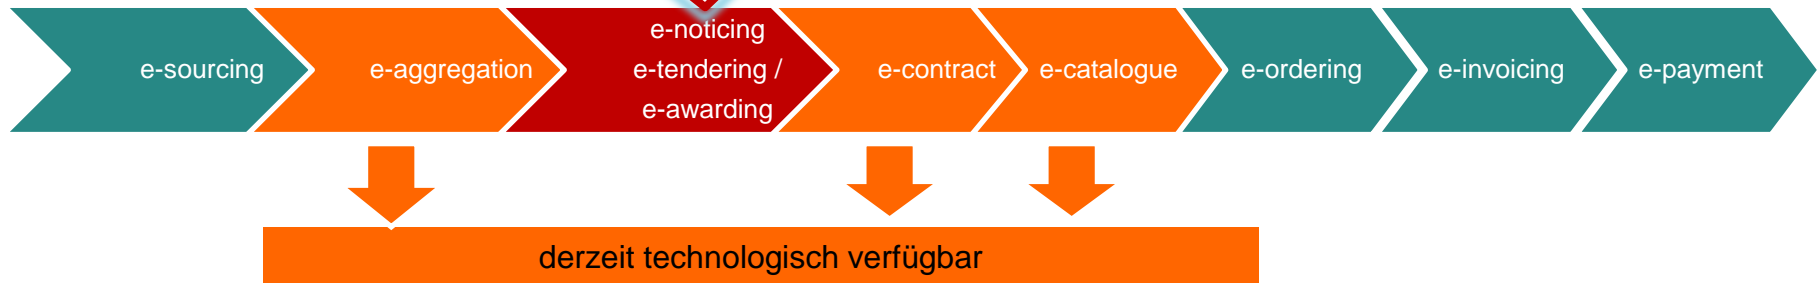 e-sourcing
e-aggregation
e-noticing
e-tendering /
e-awarding
e-contract
e-catalogue
e-ordering
e-invoicing
e-payment
derzeit technologisch verfügbar